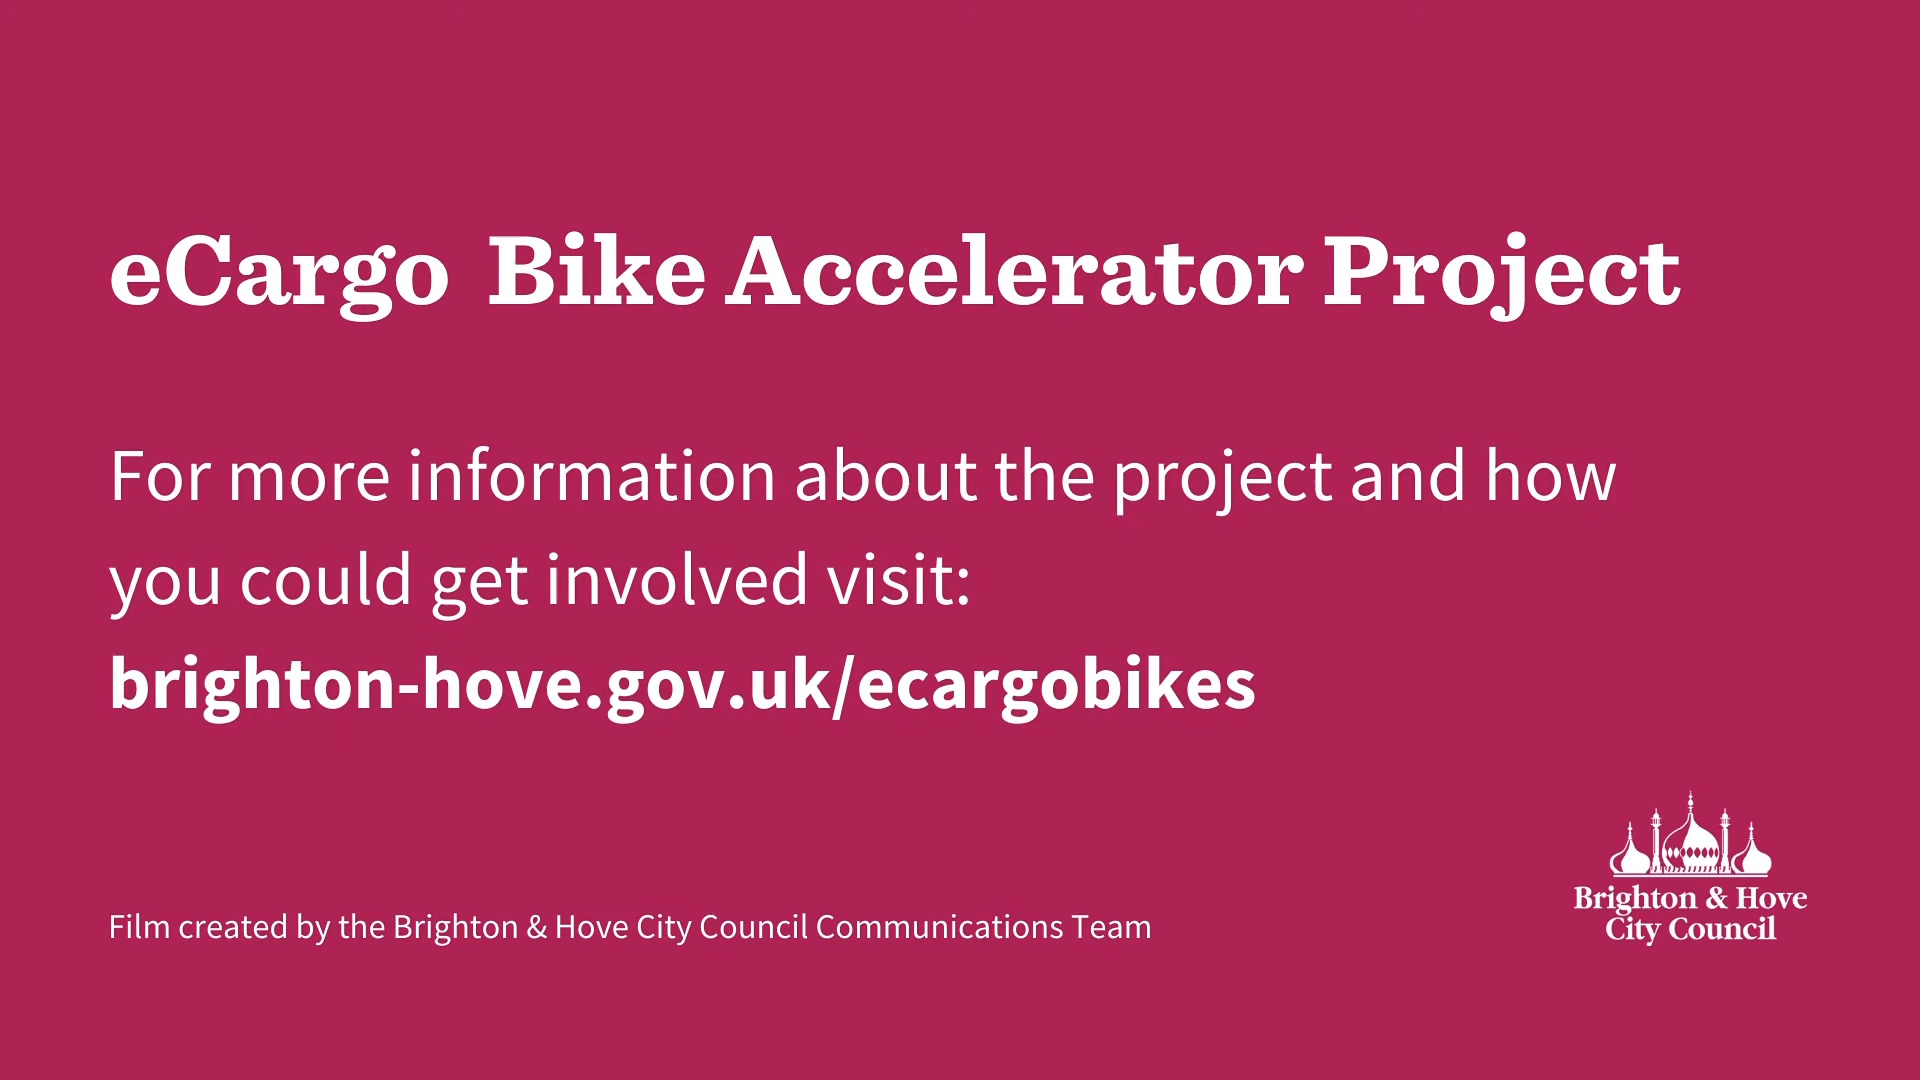 eCargo  Bike Accelerator Project
For more information about the project and how
you could get involved visit:
brighton-hove.gov.uk/ecargobikes
Film created by the Brighton & Hove City Council Communications Team
Brighton & Hove
City Council